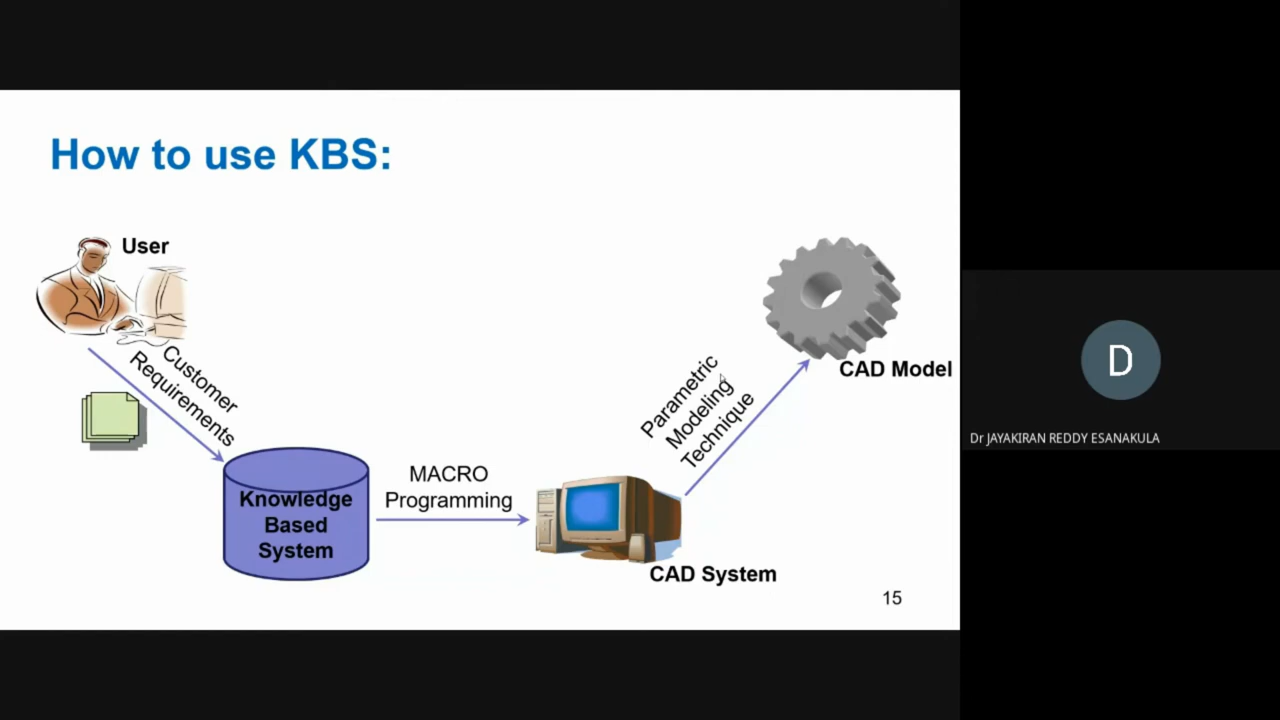 How to use KBS:
User
Customer
Requirements
Knowledge
Based
System
MACRO
Programming
CAD System
Parametric
Modeling
Technique
CAD Model
15
D
Dr JAYAKIRAN REDDY ESANAKULA